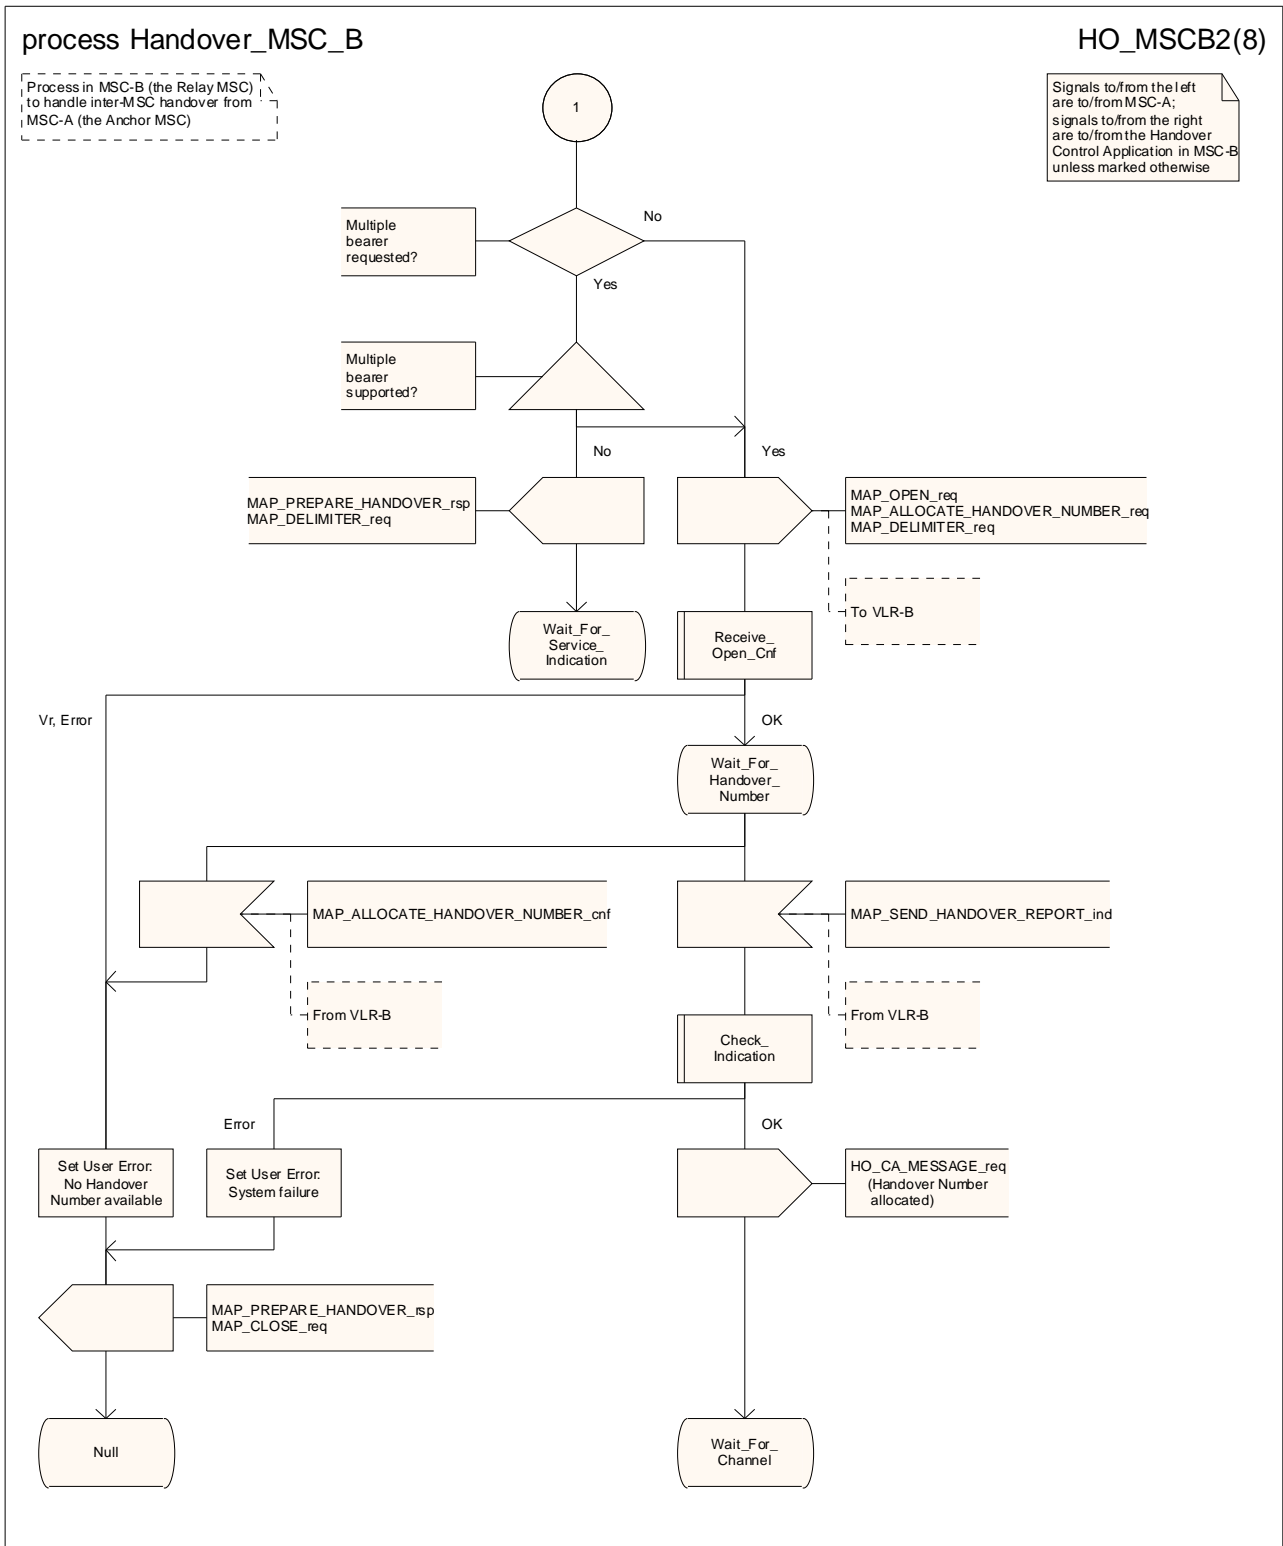 process Handover_MSC_B
HO_MSCB2(8)
Process in MSC-B (the Relay MSC)
to handle inter-MSC handover from
MSC-A (the Anchor MSC)
1
Signals to/from the left
are to/from MSC-A;
signals to/from the right
are to/from the Handover
Control Application in MSC-B
unless marked otherwise
Multiple
bearer
requested?
No
Yes
Multiple
bearer
supported?
No
Yes
MAP_PREPARE_HANDOVER_rsp
MAP_DELIMITER_req
MAP_OPEN_req
MAP_ALLOCATE_HANDOVER_NUMBER_req
MAP_DELIMITER_req
To VLR-B
Wait_For_
Service_
Indication
Receive_
Open_Cnf
Vr, Error
OK
Wait_For_
Handover_
Number
MAP_ALLOCATE_HANDOVER_NUMBER_cnf
MAP_SEND_HANDOVER_REPORT_ind
From VLR-B
From VLR-B
Check_
Indication
Error
OK
Set User Error:
No Handover
Number available
Set User Error:
System failure
HO_CA_MESSAGE_req
(Handover Number
allocated)
MAP_PREPARE_HANDOVER_rsp
MAP_CLOSE_req
Null
Wait_For_
Channel